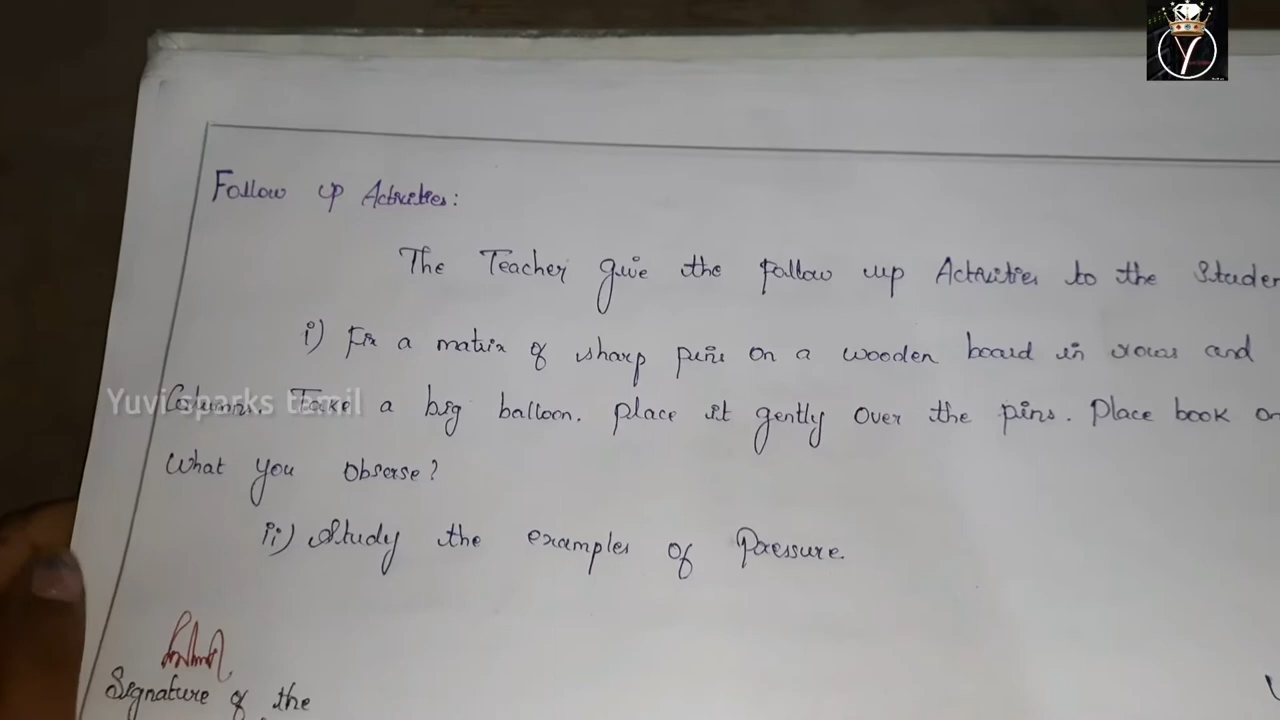 Follow up Activities:
The Teacher give the follow up Activities to the Studen
i) Fix a matrix of sharp pins on a wooden board in rows and
Columns. Take a big balloon. place it gently over the pins. Place book on
What you Observe?
ii) Study the examples of Pressure.
Signature of the
Yuvi sparks tamil
Y